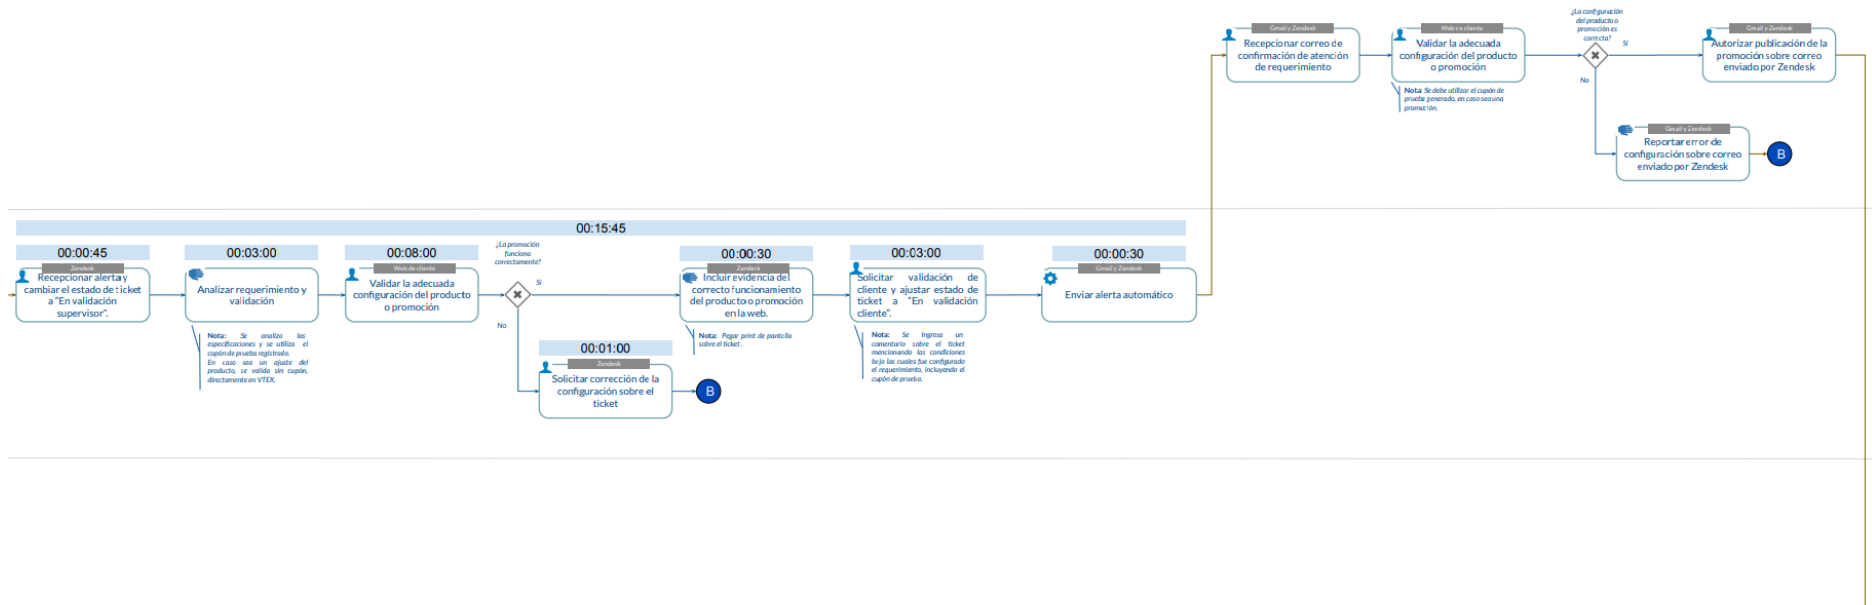 ¿La configuración
del producto o
promoción es
correcta?
Gmail y Zendesk
Recepcionar correo de
confirmación de atención
de requerimiento
Web de cliente
Validar la adecuada
configuración del producto
o promoción
Nota: Se debe utilizar el cupón de
prueba generado, en caso sea una
promoción.
Sí
No
Gmail y Zendesk
Autorizar publicación de la
promoción sobre correo
enviado por Zendesk
Gmail y Zendesk
Reportar error de
configuración sobre correo
enviado por Zendesk
B
00:15:45
00:00:45
Zendesk
Recepcionar alerta y
cambiar el estado de ticket
a “En validación
supervisor”.
00:03:00
Analizar requerimiento y
validación
Nota: Se analiza las
especificaciones y se utiliza el
cupón de prueba registrado.
En caso sea un ajuste del
producto, se valida sin cupón,
directamente en VTEX.
00:08:00
Web de cliente
Validar la adecuada
configuración del producto
o promoción
¿La promoción
funciona
correctamente?
Sí
No
00:01:00
Zendesk
Solicitar corrección de la
configuración sobre el
ticket
B
00:00:30
Zendesk
Incluir evidencia del
correcto funcionamiento
del producto o promoción
en la web.
Nota: Pegar print de pantalla
sobre el ticket.
00:03:00
Solicitar validación de
cliente y ajustar estado de
ticket a “En validación
cliente”.
Nota: Se Ingresa un
comentario sobre el ticket
mencionando las condiciones
bajo las cuales fue configurado
el requerimiento, incluyendo el
cupón de prueba.
00:00:30
Gmail y Zendesk
Enviar alerta automático